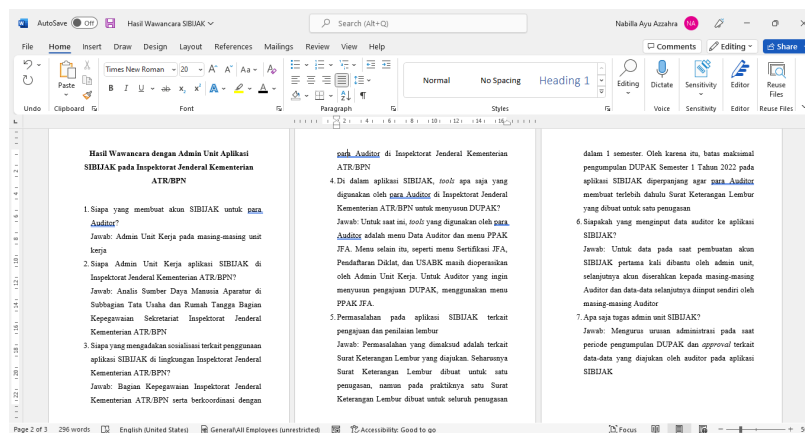 AutoSave Off Hasil Wawancara SIBIJAK Search (Alt+Q) Nabilla Ayu Azzahra NA
File Home Insert Draw Design Layout References Mailings Review View Help Comments Editing Share
Times New Roman 20 A^ Aˇ Aa
Paste B I U ab x₂ x² A A Normal No Spacing Heading 1 Editing Dictate Sensitivity Editor Reuse Files
Undo Clipboard Font Paragraph Styles Voice Sensitivity Editor Reuse Files
Hasil Wawancara dengan Admin Unit Aplikasi
SIBIJAK pada Inspektorat Jenderal Kementerian
ATR/BPN
1. Siapa yang membuat akun SIBIJAK untuk para
Auditor?
Jawab: Admin Unit Kerja pada masing-masing unit
kerja
2. Siapa Admin Unit Kerja aplikasi SIBIJAK di
Inspektorat Jenderal Kementerian ATR/BPN?
Jawab: Analis Sumber Daya Manusia Aparatur di
Subbagian Tata Usaha dan Rumah Tangga Bagian
Kepegawaian Sekretariat Inspektorat Jenderal
Kementerian ATR/BPN
3. Siapa yang mengadakan sosialisasi terkait penggunaan
aplikasi SIBIJAK di lingkungan Inspektorat Jenderal
Kementerian ATR/BPN?
Jawab: Bagian Kepegawaian Inspektorat Jenderal
Kementerian ATR/BPN serta berkoordinasi dengan
para Auditor di Inspektorat Jenderal Kementerian
ATR/BPN
4. Di dalam aplikasi SIBIJAK, tools apa saja yang
digunakan oleh para Auditor di Inspektorat Jenderal
Kementerian ATR/BPN untuk menyusun DUPAK?
Jawab: Untuk saat ini, tools yang digunakan oleh para
Auditor adalah menu Data Auditor dan menu PPAK
JFA. Menu selain itu, seperti menu Sertifikasi JFA,
Pendaftaran Diklat, dan USABK masih dioperasikan
oleh Admin Unit Kerja. Untuk Auditor yang ingin
menyusun pengajuan DUPAK, menggunakan menu
PPAK JFA.
5. Permasalahan pada aplikasi SIBIJAK terkait
pengajuan dan penilaian lembur
Jawab: Permasalahan yang dimaksud adalah terkait
Surat Keterangan Lembur yang diajukan. Seharusnya
Surat Keterangan Lembur dibuat untuk satu
penugasan, namun pada praktiknya satu Surat
Keterangan Lembur dibuat untuk seluruh penugasan
dalam 1 semester. Oleh karena itu, batas maksimal
pengumpulan DUPAK Semester 1 Tahun 2022 pada
aplikasi SIBIJAK diperpanjang agar para Auditor
membuat terlebih dahulu Surat Keterangan Lembur
yang dibuat untuk satu penugasan
6. Siapakah yang menginput data auditor ke aplikasi
SIBIJAK?
Jawab: Untuk data pada saat pembuatan akun
SIBIJAK pertama kali dibantu oleh admin unit,
selanjutnya akun diserahkan kepada masing-masing
Auditor dan data-data selanjutnya diinput sendiri oleh
masing-masing Auditor
7. Apa saja tugas admin unit SIBIJAK?
Jawab: Mengurus urusan administrasi pada saat
periode pengumpulan DUPAK dan approval terkait
data-data yang diajukan oleh auditor pada aplikasi
SIBIJAK
Page 2 of 3 296 words English (United States) General\All Employees (unrestricted) Accessibility: Good to go Focus